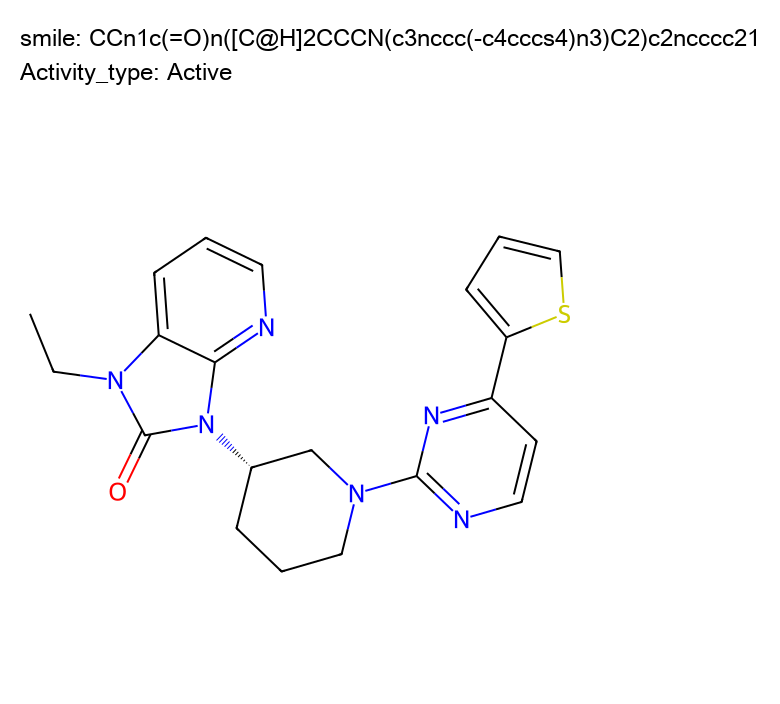 smile: CCn1c(=O)n([C@H]2CCCN(c3nccc(-c4cccs4)n3)C2)c2ncccc21
Activity_type: Active
S
N
N
N
N
N
N
O